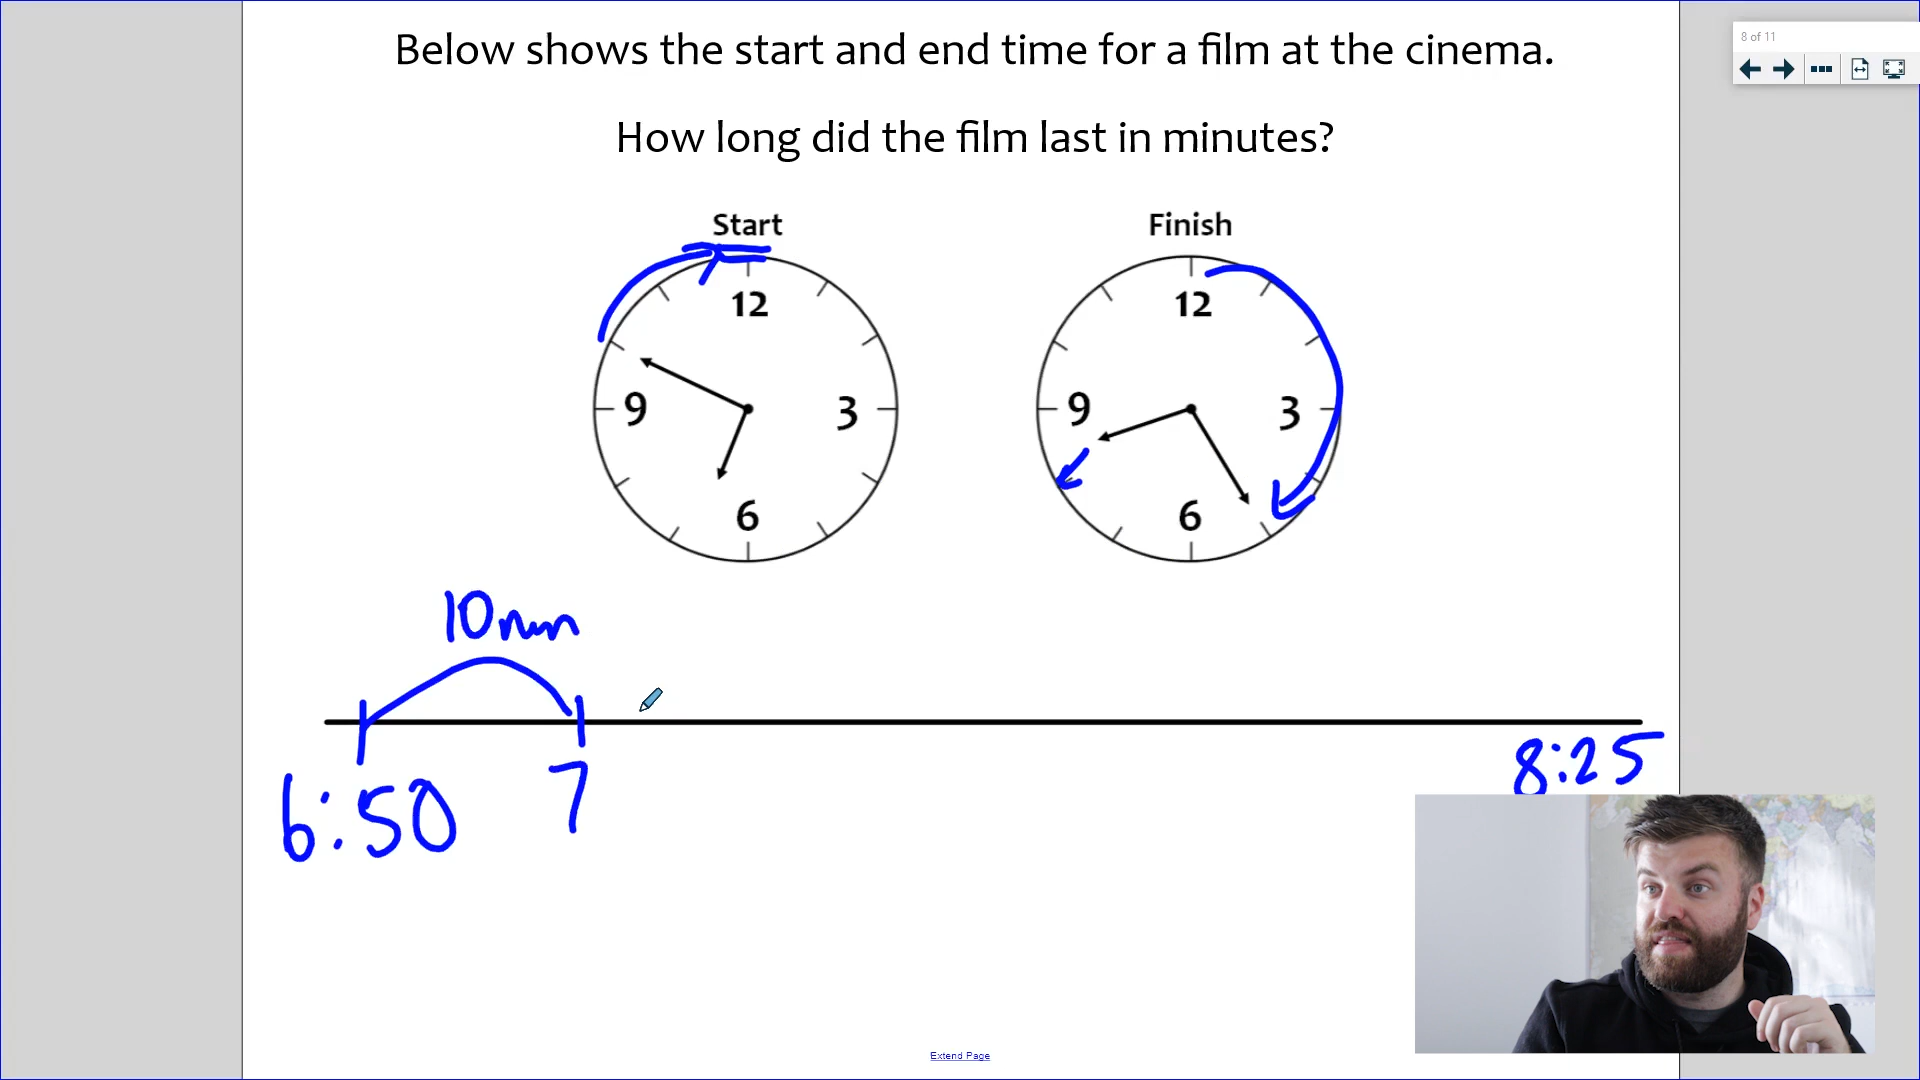 Below shows the start and end time for a film at the cinema.
8 of 11
How long did the film last in minutes?
Start
Finish
12
12
9
3
9
3
6
6
10min
8:25
6:50
7
Extend Page